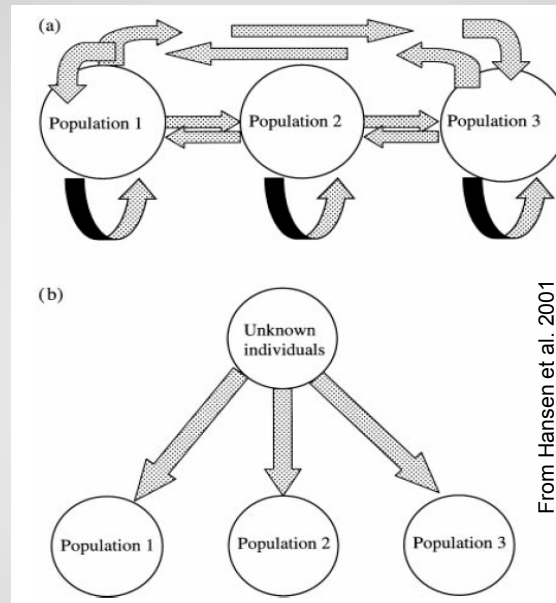 (a)
Population 1
Population 2
Population 3
(b)
Unknown
individuals
Population 1
Population 2
Population 3
From Hansen et al. 2001